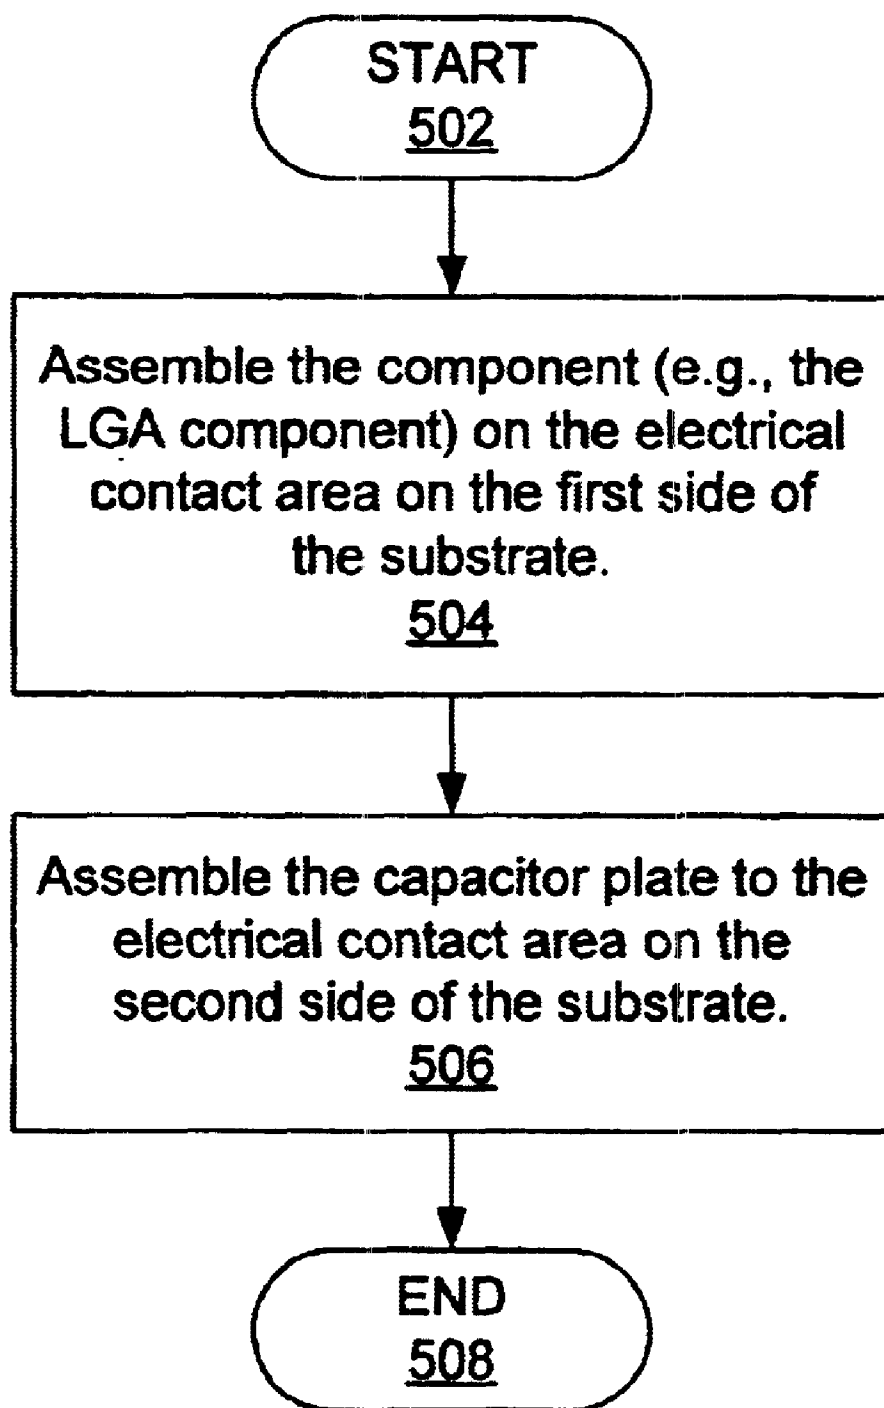 START
502
Assemble the component (e.g., the
LGA component) on the electrical
contact area on the first side of
the substrate.
504
Assemble the capacitor plate to the
electrical contact area on the
second side of the substrate.
506
END
508